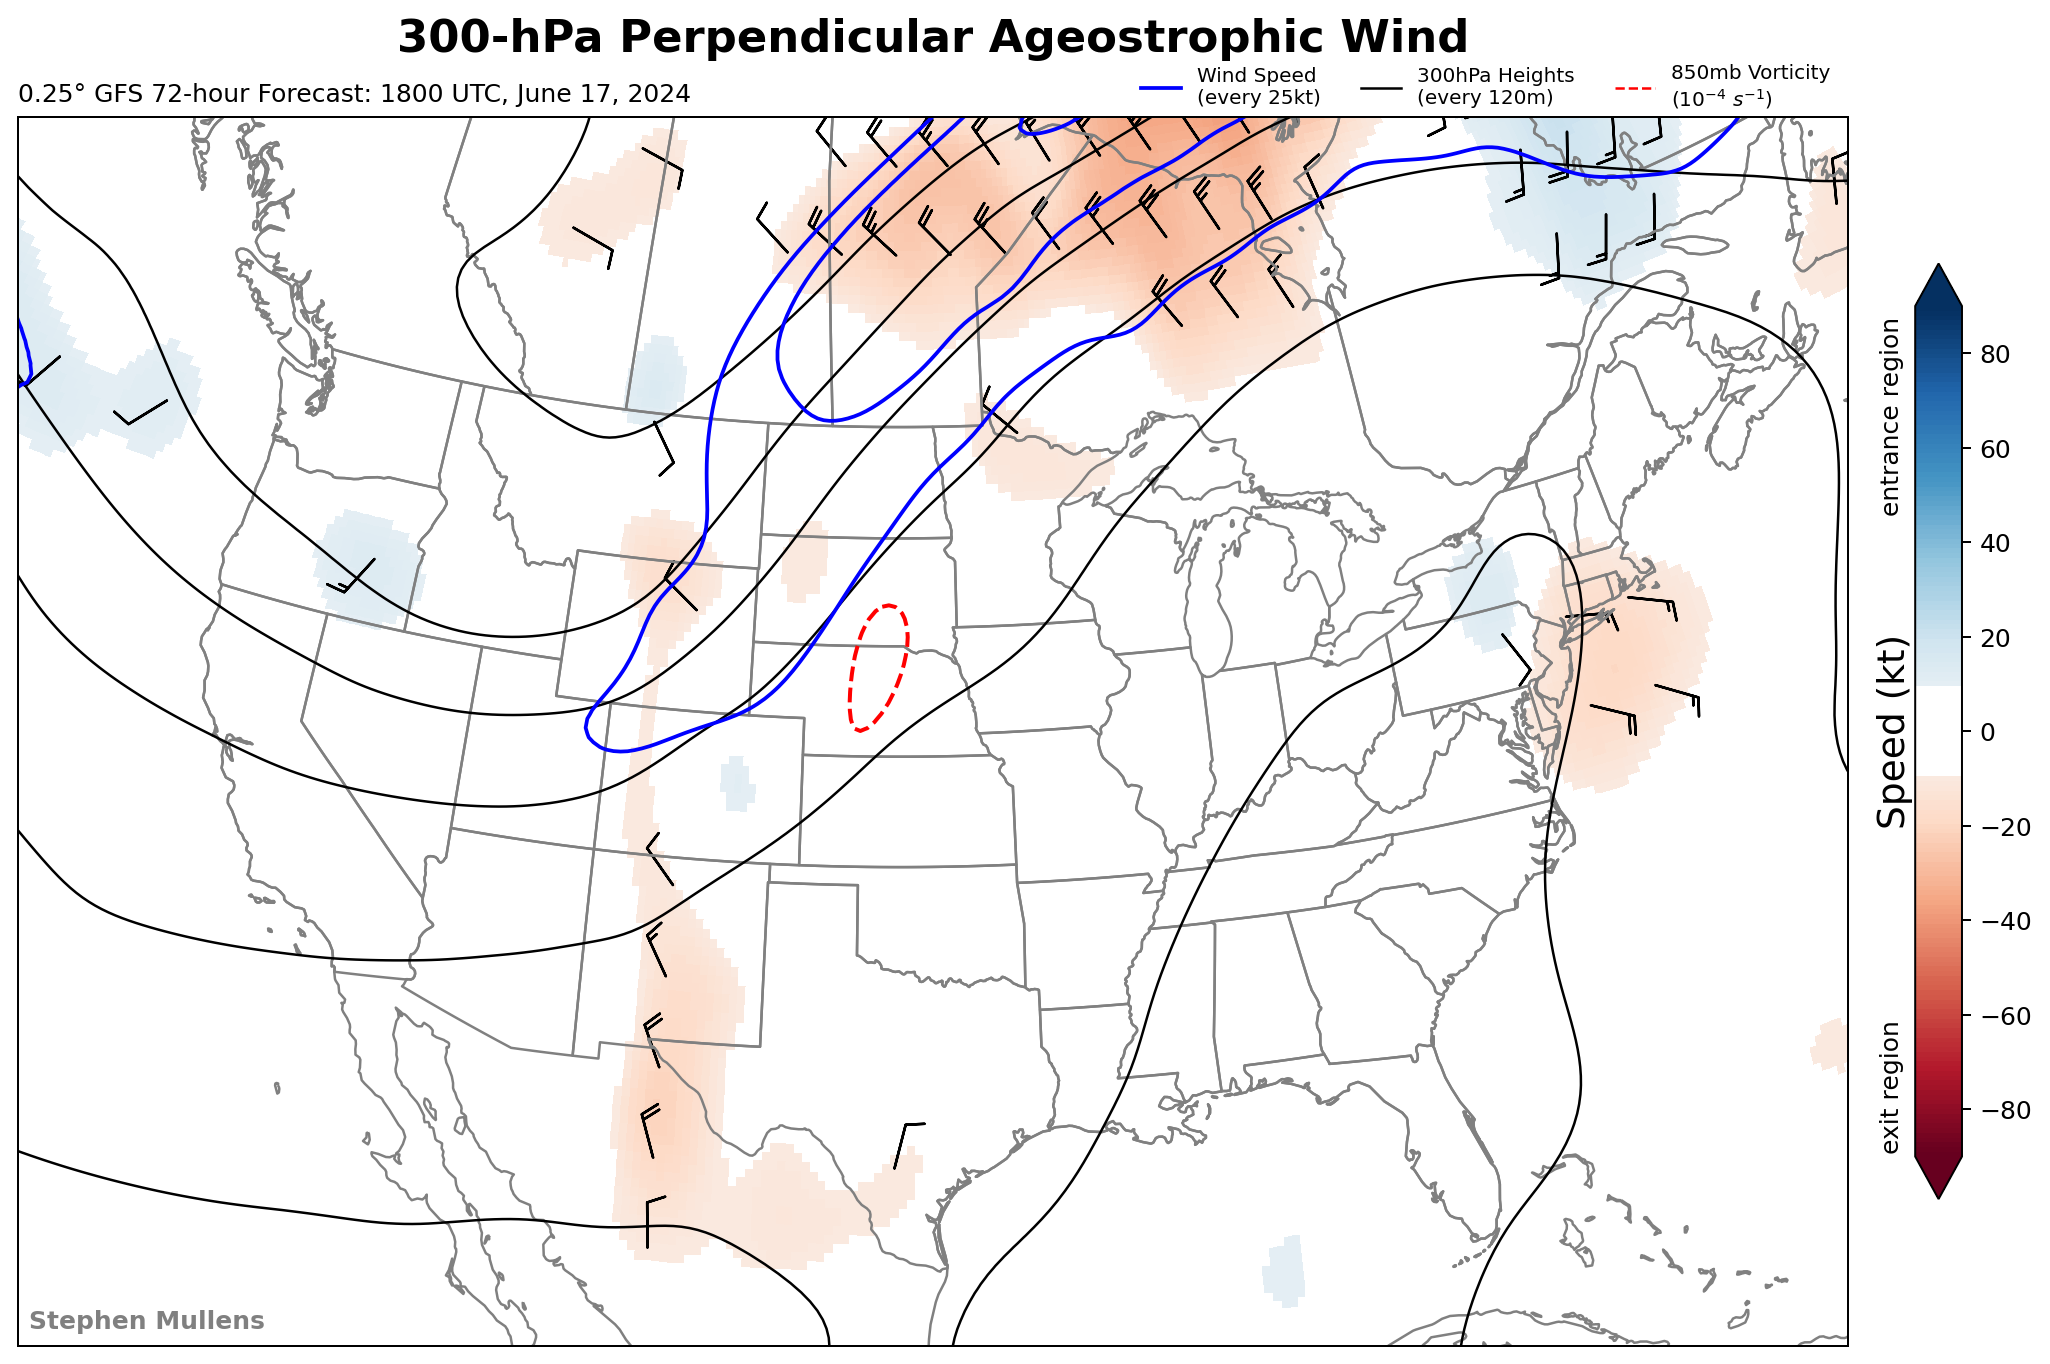 300-hPa Perpendicular Ageostrophic Wind
0.25° GFS 72-hour Forecast: 1800 UTC, June 17, 2024
Wind Speed
(every 25kt)
300hPa Heights
(every 120m)
850mb Vorticity
(10⁻⁴ s⁻¹)
entrance region
Speed (kt)
exit region
80
60
40
20
0
−20
−40
−60
−80
Stephen Mullens